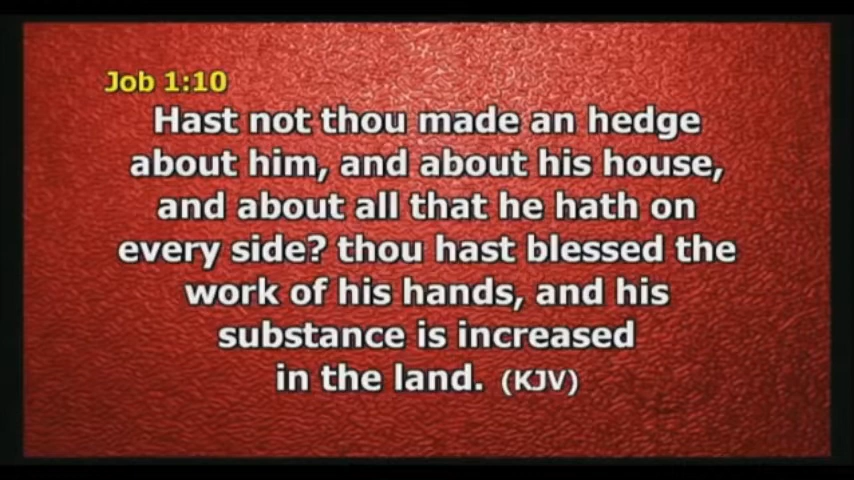 Job 1:10
Hast not thou made an hedge
about him, and about his house,
and about all that he hath on
every side? thou hast blessed the
work of his hands, and his
substance is increased
in the land. (KJV)